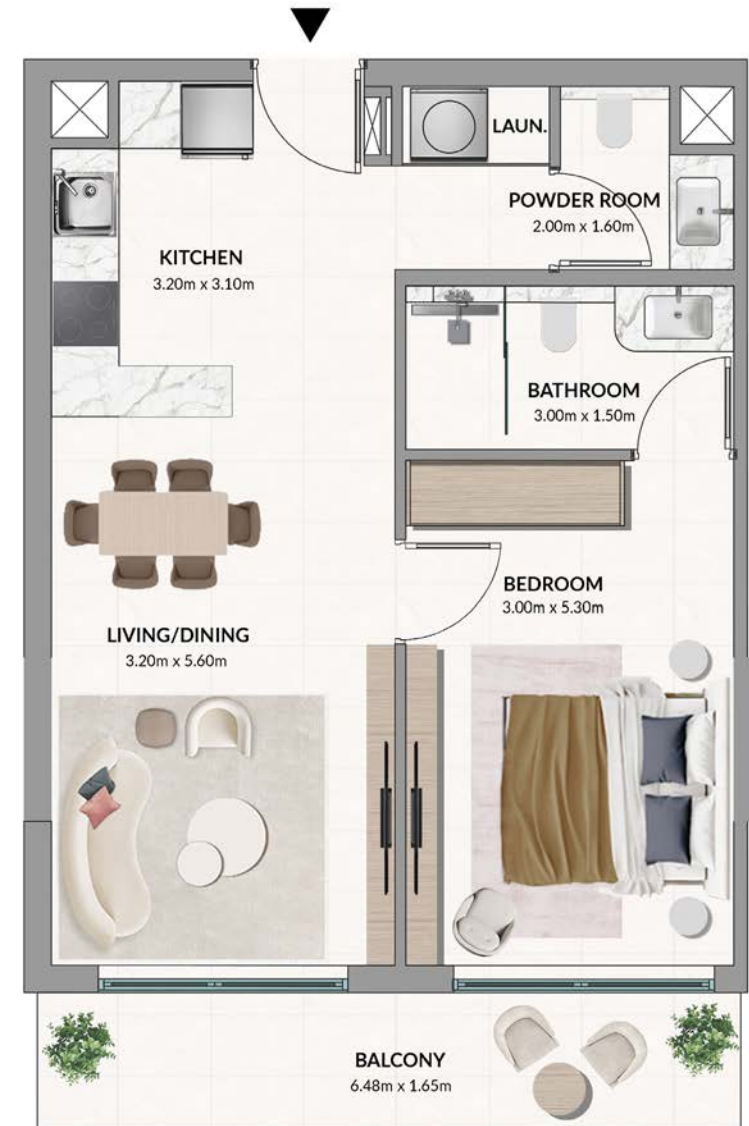 LAUN.
POWDER ROOM
2.00m x 1.60m
KITCHEN
3.20m x 3.10m
BATHROOM
3.00m x 1.50m
BEDROOM
3.00m x 5.30m
LIVING/DINING
3.20m x 5.60m
BALCONY
6.48m x 1.65m